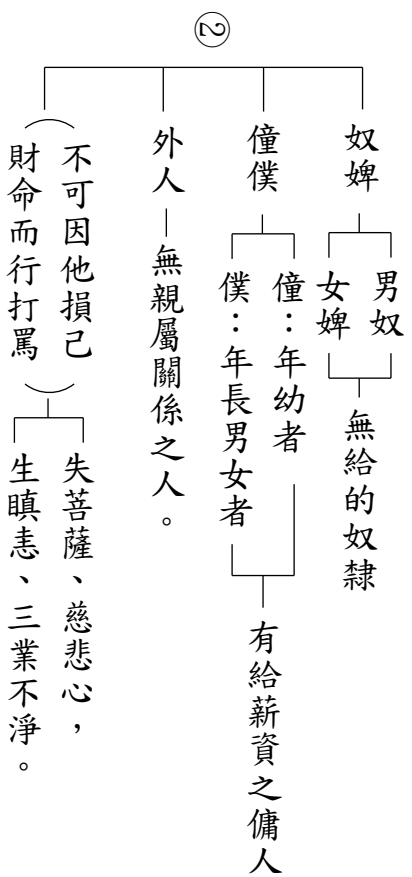 ②
奴婢
男奴
女婢
無給的奴隸
僮僕
僮：年幼者
僕：年長男女者
有給薪資之傭人
外人
無親屬關係之人。
不可因他損己
財命而行打罵
失菩薩、慈悲心，
生瞋恚、三業不淨。